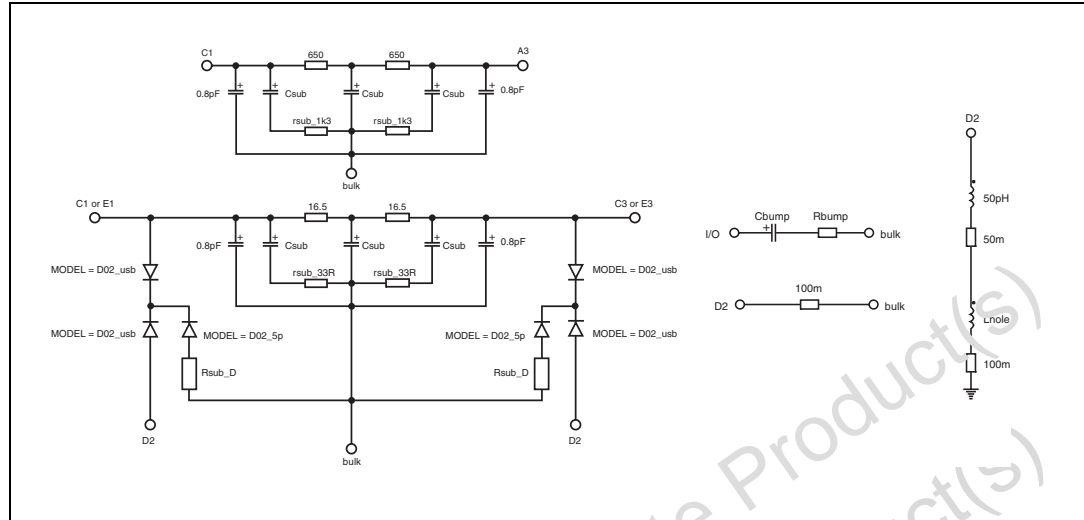 C1 650 650 A3
0.8pF Csub Csub Csub 0.8pF
rsub_1k3 rsub_1k3
bulk
C1 or E1 16.5 16.5 C3 or E3
0.8pF Csub Csub Csub 0.8pF
rsub_33R rsub_33R
MODEL = D02_usb MODEL = D02_usb
MODEL = D02_usb MODEL = D02_5p MODEL = D02_5p MODEL = D02_usb
Rsub_D Rsub_D
D2 D2
bulk
Cbump Rbump
I/O bulk
100m
D2 bulk
D2
50pH
50m
100m
Product(s)